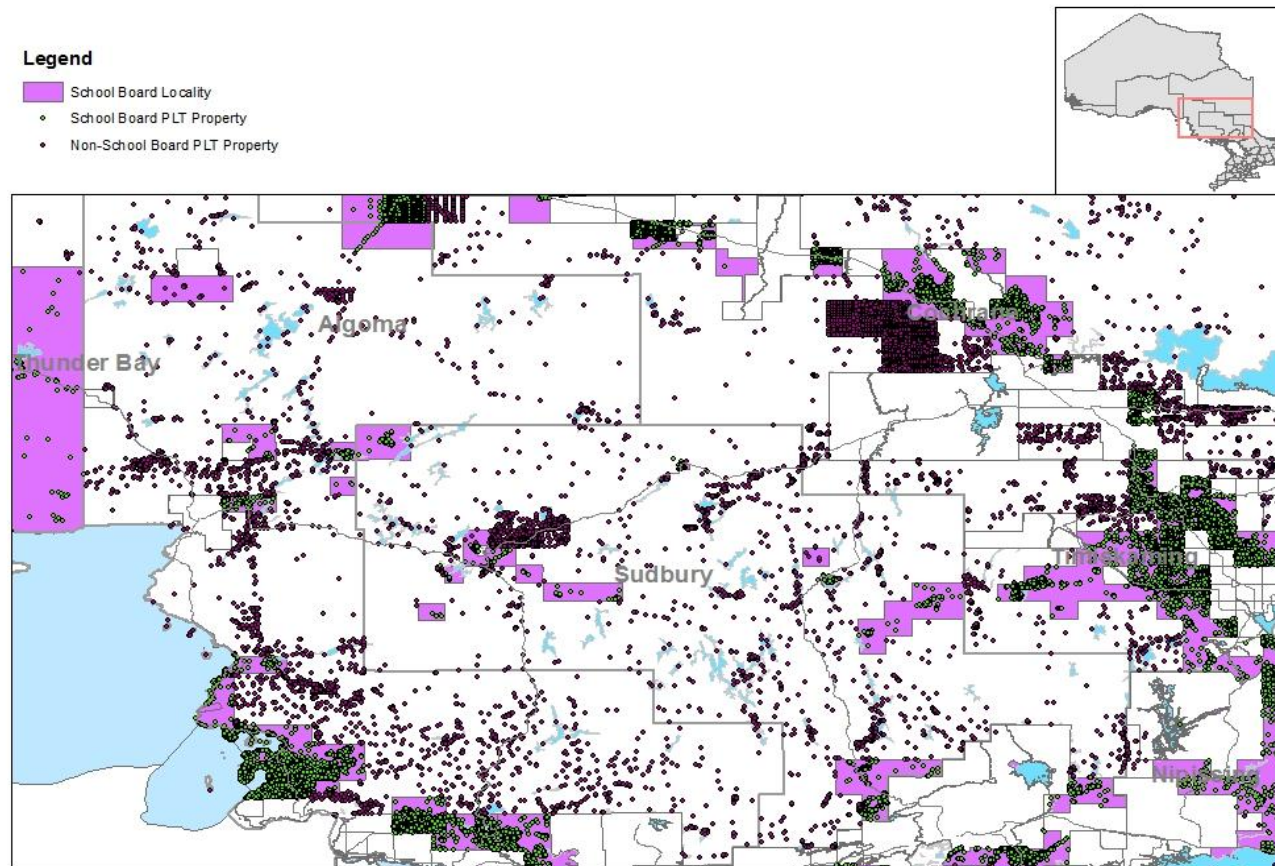 Legend
School Board Locality
School Board PLT Property
Non-School Board PLT Property
Algoma
Cochrane
Thunder Bay
Sudbury
Timiskaming
Nipissing